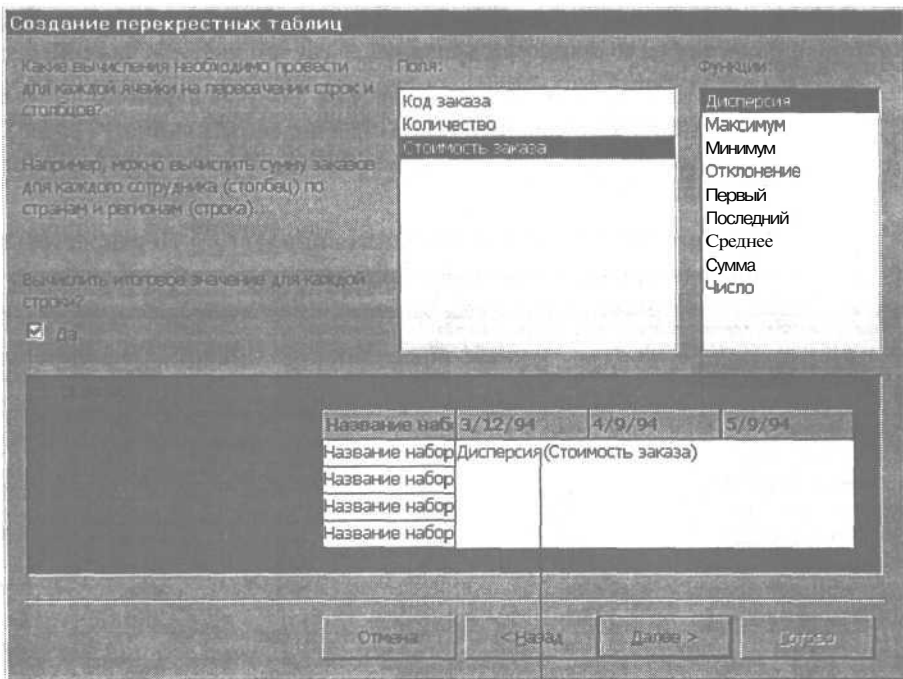 Создание перекрестных таблиц
Какие вычисления необходимо провести
для каждой ячейки на пересечении строк и
столбцов?
Например, можно вычислить сумму заказов
для каждого сотрудника (столбец) по
странам и регионам (строка).
Вычислить итоговое значение для каждой
строки?
Да
Поля:
Код заказа
Количество
Стоимость заказа
Функции:
Дисперсия
Максимум
Минимум
Отклонение
Первый
Последний
Среднее
Сумма
Число
Название наб 3/12/94 4/9/94 5/9/94
Название набор Дисперсия(Стоимость заказа)
Название набор
Название набор
Название набор
Отмена < Назад Далее > Готово